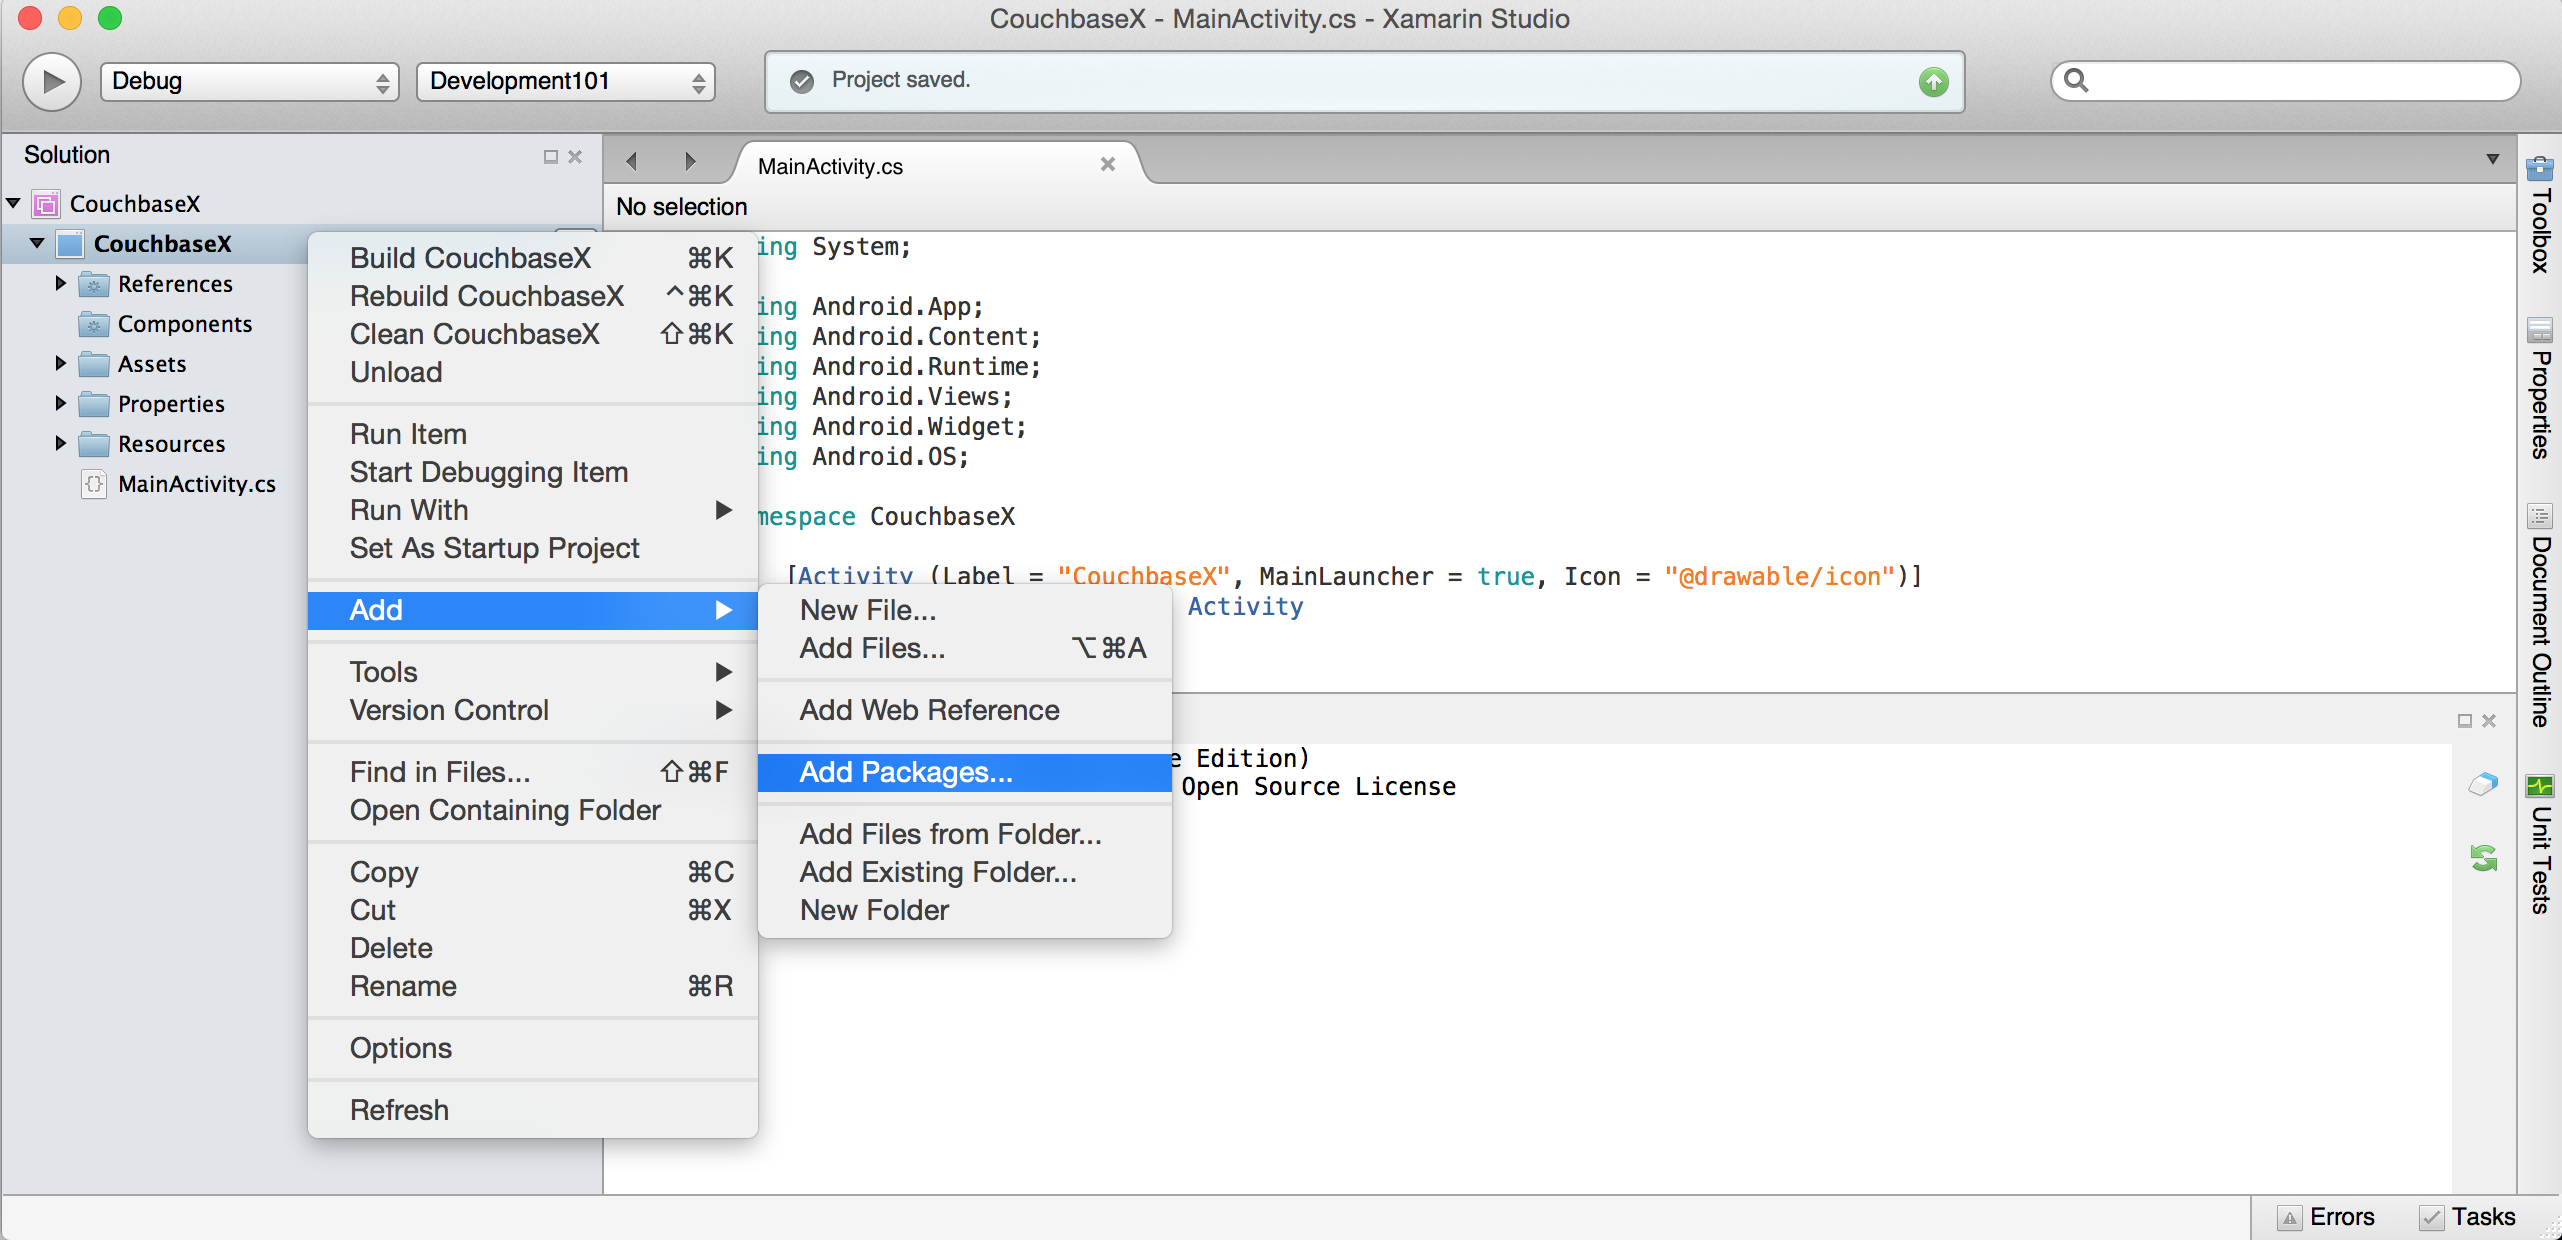 CouchbaseX - MainActivity.cs - Xamarin Studio
Debug
Development101
Project saved.
Solution
CouchbaseX
CouchbaseX
References
Components
Assets
Properties
Resources
MainActivity.cs
Build CouchbaseX ⌘K
Rebuild CouchbaseX ^⌘K
Clean CouchbaseX ⇧⌘K
Unload
Run Item
Start Debugging Item
Run With
Set As Startup Project
Add
Tools
Version Control
Find in Files... ⇧⌘F
Open Containing Folder
Copy ⌘C
Cut ⌘X
Delete
Rename ⌘R
Options
Refresh
New File...
Add Files... ⌥⌘A
Add Web Reference
Add Packages...
Add Files from Folder...
Add Existing Folder...
New Folder
MainActivity.cs
No selection
ing System;
ing Android.App;
ing Android.Content;
ing Android.Runtime;
ing Android.Views;
ing Android.Widget;
ing Android.OS;
mespace CouchbaseX
[Activity (Label = "CouchbaseX", MainLauncher = true, Icon = "@drawable/icon")]
Activity
e Edition)
Open Source License
Toolbox
Properties
Document Outline
Unit Tests
Errors
Tasks